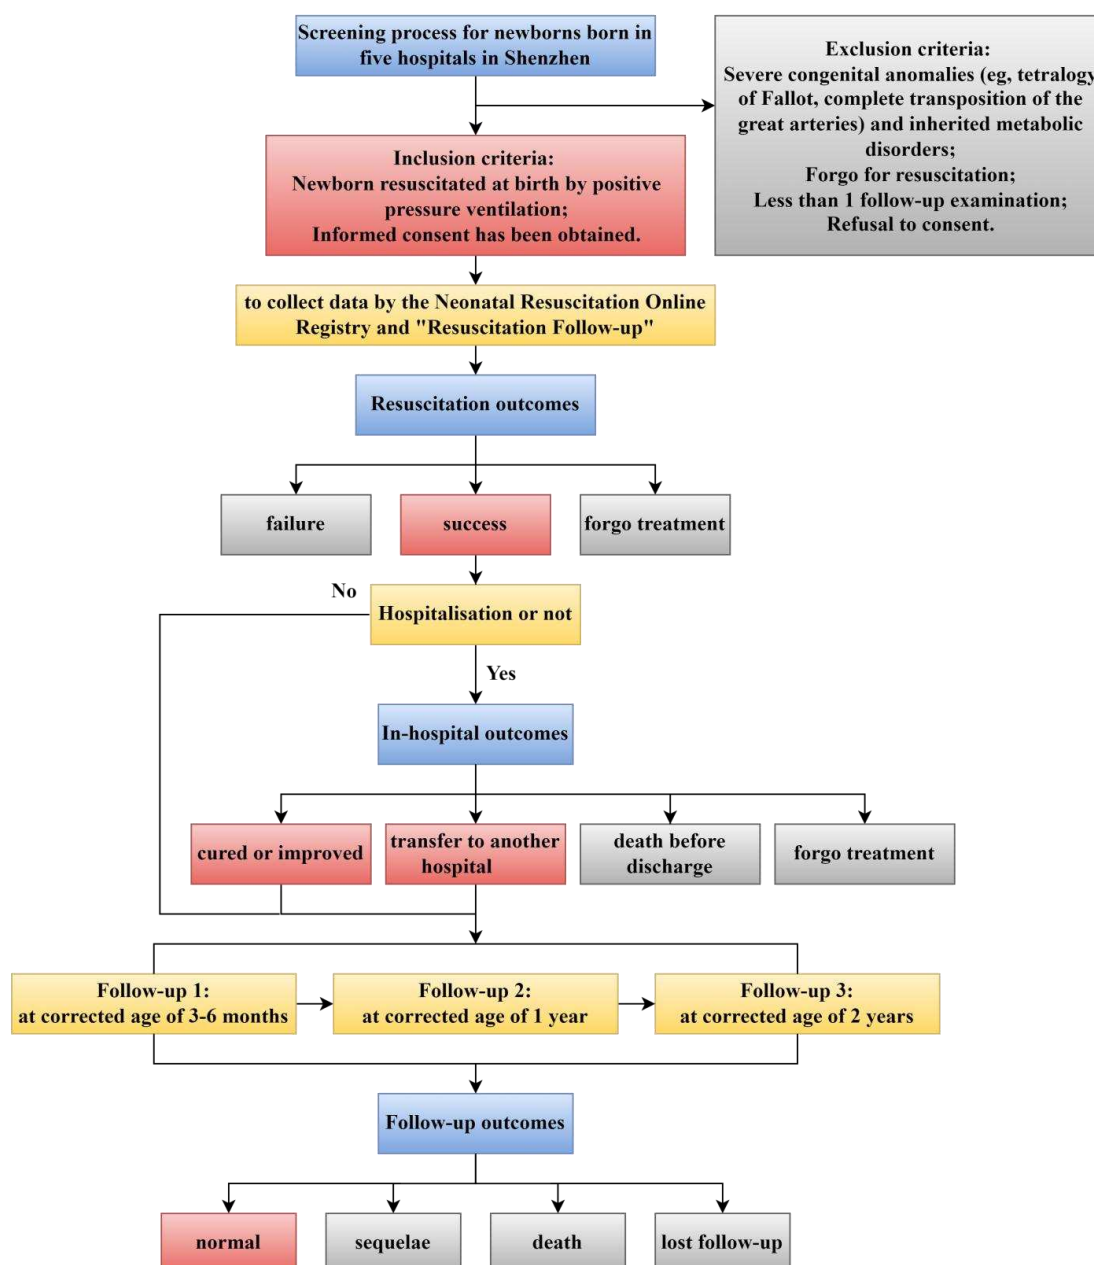 Screening process for newborns born in
five hospitals in Shenzhen
Exclusion criteria:
Severe congenital anomalies (eg, tetralogy
of Fallot, complete transposition of the
great arteries) and inherited metabolic
disorders;
Forgo for resuscitation;
Less than 1 follow-up examination;
Refusal to consent.
Inclusion criteria:
Newborn resuscitated at birth by positive
pressure ventilation;
Informed consent has been obtained.
to collect data by the Neonatal Resuscitation Online
Registry and "Resuscitation Follow-up"
Resuscitation outcomes
failure
success
forgo treatment
No
Hospitalisation or not
Yes
In-hospital outcomes
cured or improved
transfer to another
hospital
death before
discharge
forgo treatment
Follow-up 1:
at corrected age of 3-6 months
Follow-up 2:
at corrected age of 1 year
Follow-up 3:
at corrected age of 2 years
Follow-up outcomes
normal
sequelae
death
lost follow-up